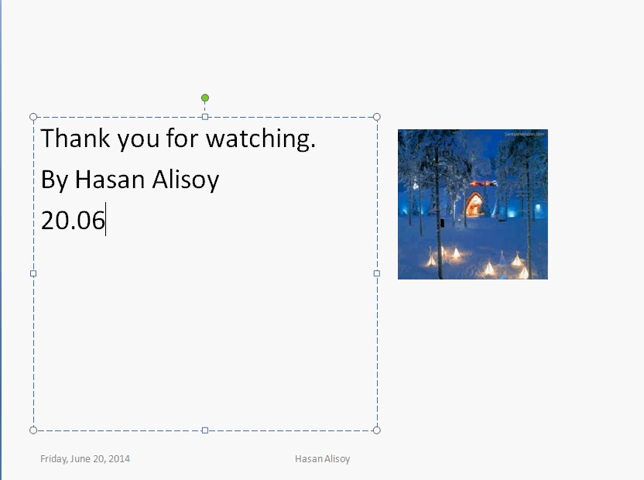 Thank you for watching.
By Hasan Alisoy
20.06
Friday, June 20, 2014
Hasan Alisoy